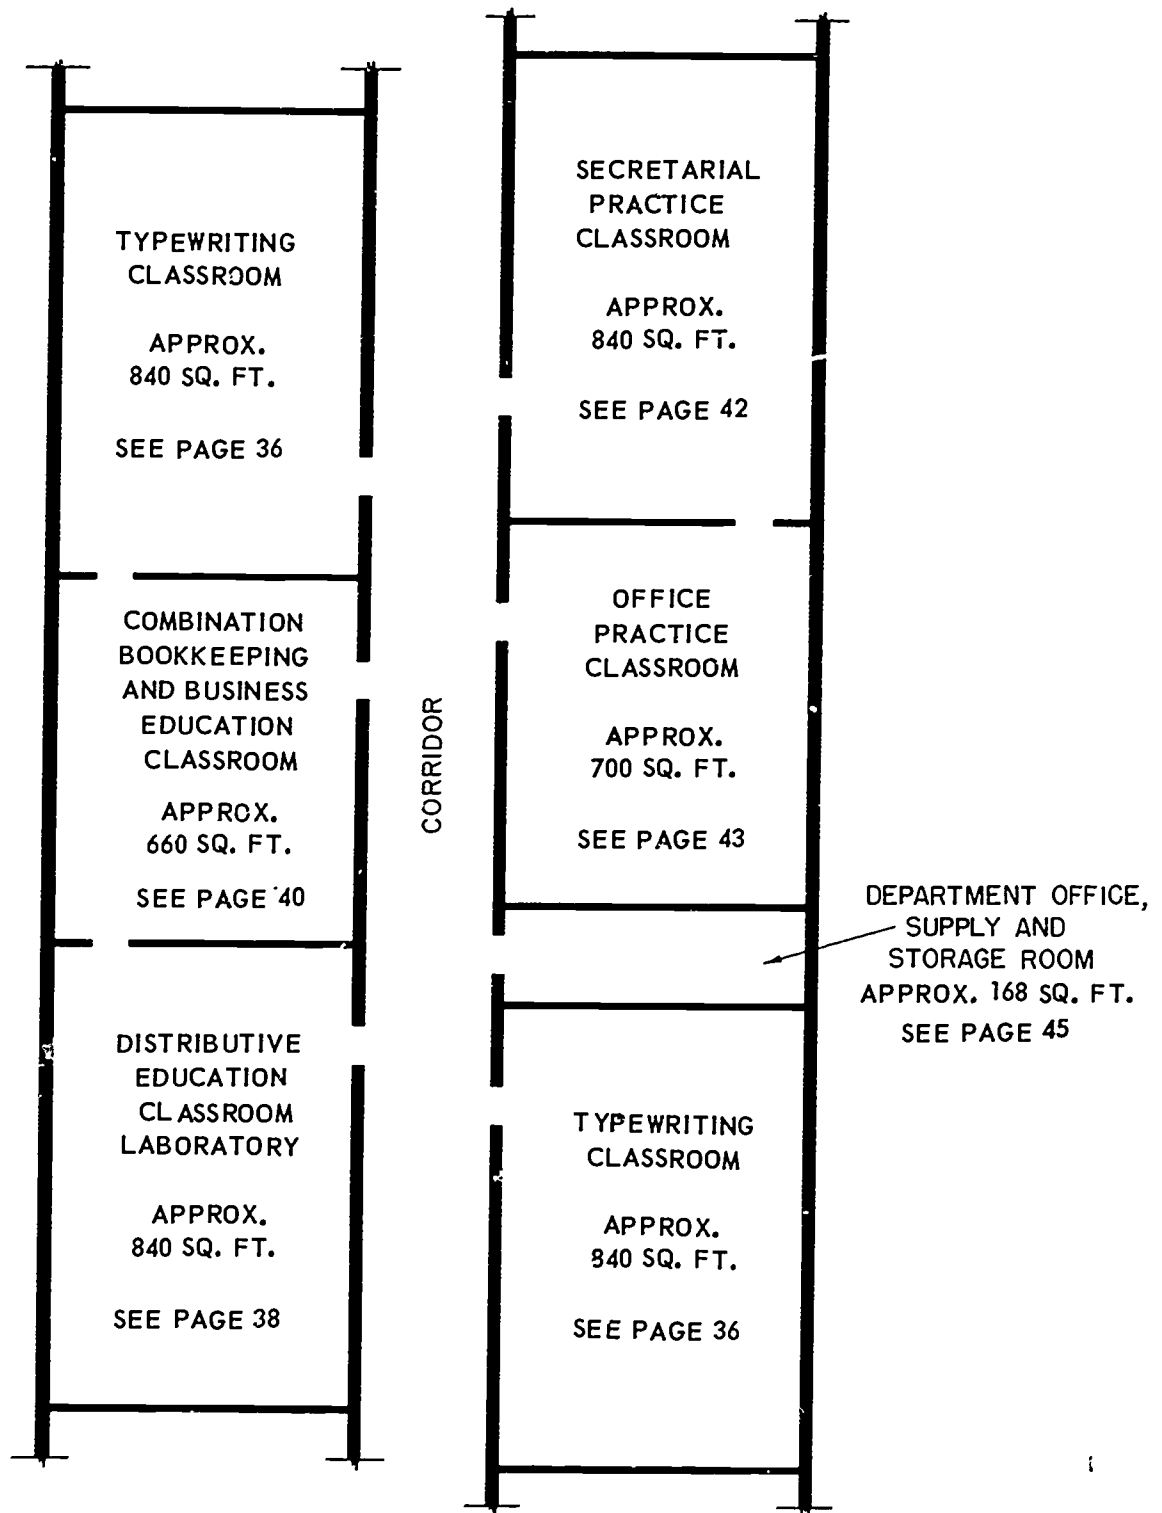 TYPEWRITING
CLASSROOM
APPROX.
840 SQ. FT.
SEE PAGE 36
COMBINATION
BOOKKEEPING
AND BUSINESS
EDUCATION
CLASSROOM
APPROX.
660 SQ. FT.
SEE PAGE 40
DISTRIBUTIVE
EDUCATION
CLASSROOM
LABORATORY
APPROX.
840 SQ. FT.
SEE PAGE 38
CORRIDOR
SECRETARIAL
PRACTICE
CLASSROOM
APPROX.
840 SQ. FT.
SEE PAGE 42
OFFICE
PRACTICE
CLASSROOM
APPROX.
700 SQ. FT.
SEE PAGE 43
DEPARTMENT OFFICE,
SUPPLY AND
STORAGE ROOM
APPROX. 168 SQ. FT.
SEE PAGE 45
TYPEWRITING
CLASSROOM
APPROX.
840 SQ. FT.
SEE PAGE 36